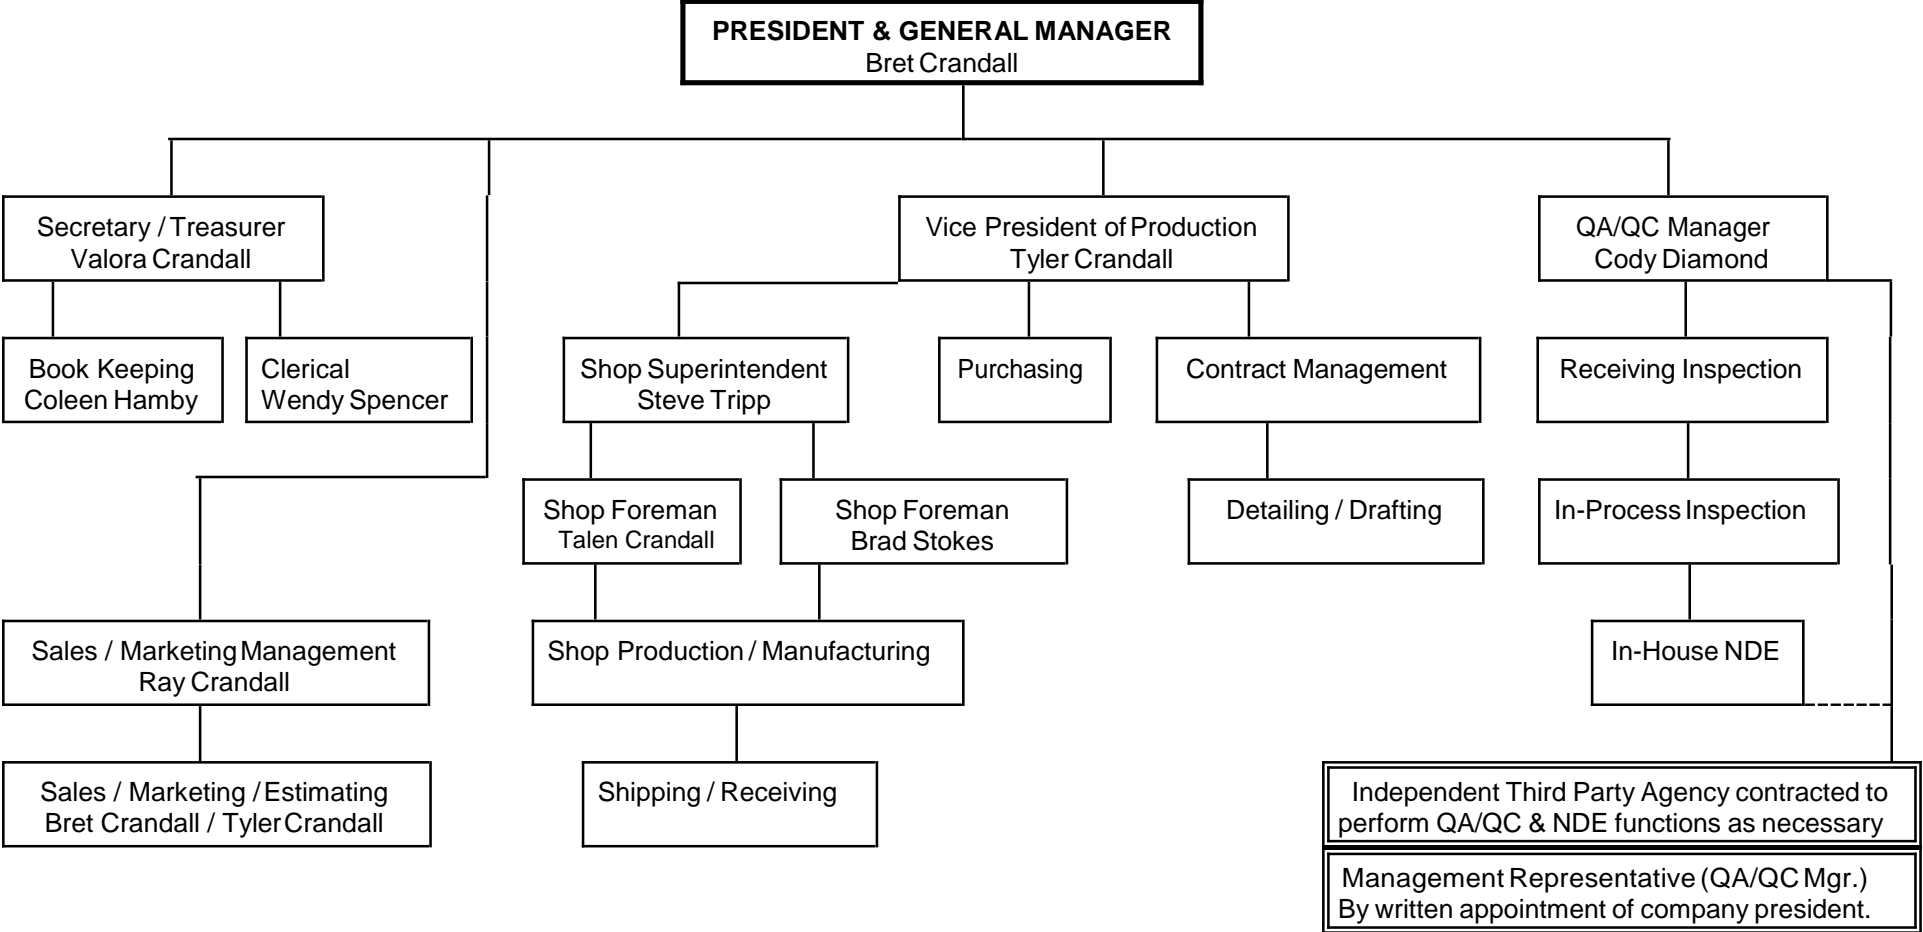 PRESIDENT & GENERAL MANAGER
Bret Crandall
Secretary / Treasurer
Valora Crandall
Vice President of Production
Tyler Crandall
QA/QC Manager
Cody Diamond
Book Keeping
Coleen Hamby
Clerical
Wendy Spencer
Shop Superintendent
Steve Tripp
Purchasing
Contract Management
Receiving Inspection
Shop Foreman
Talen Crandall
Shop Foreman
Brad Stokes
Detailing / Drafting
In-Process Inspection
Sales / Marketing Management
Ray Crandall
Shop Production / Manufacturing
In-House NDE
Sales / Marketing / Estimating
Bret Crandall / Tyler Crandall
Shipping / Receiving
Independent Third Party Agency contracted to
perform QA/QC & NDE functions as necessary
Management Representative (QA/QC Mgr.)
By written appointment of company president.